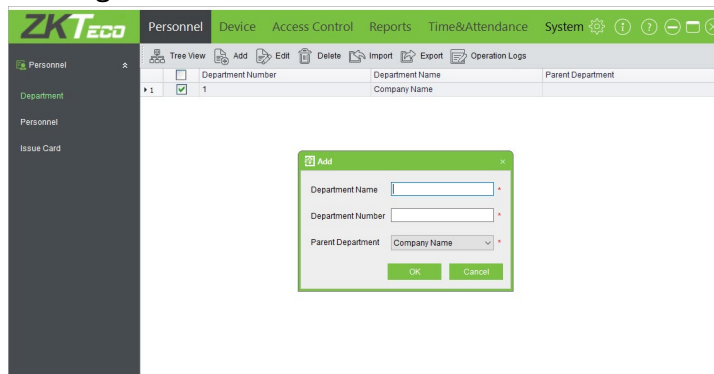 ZKTeco
Personnel Device Access Control Reports Time&Attendance System
Personnel
Tree View Add Edit Delete Import Export Operation Logs
Department Number Department Name Parent Department
1 1 Company Name
Department
Personnel
Issue Card
Add
Department Name *
Department Number *
Parent Department Company Name *
OK Cancel